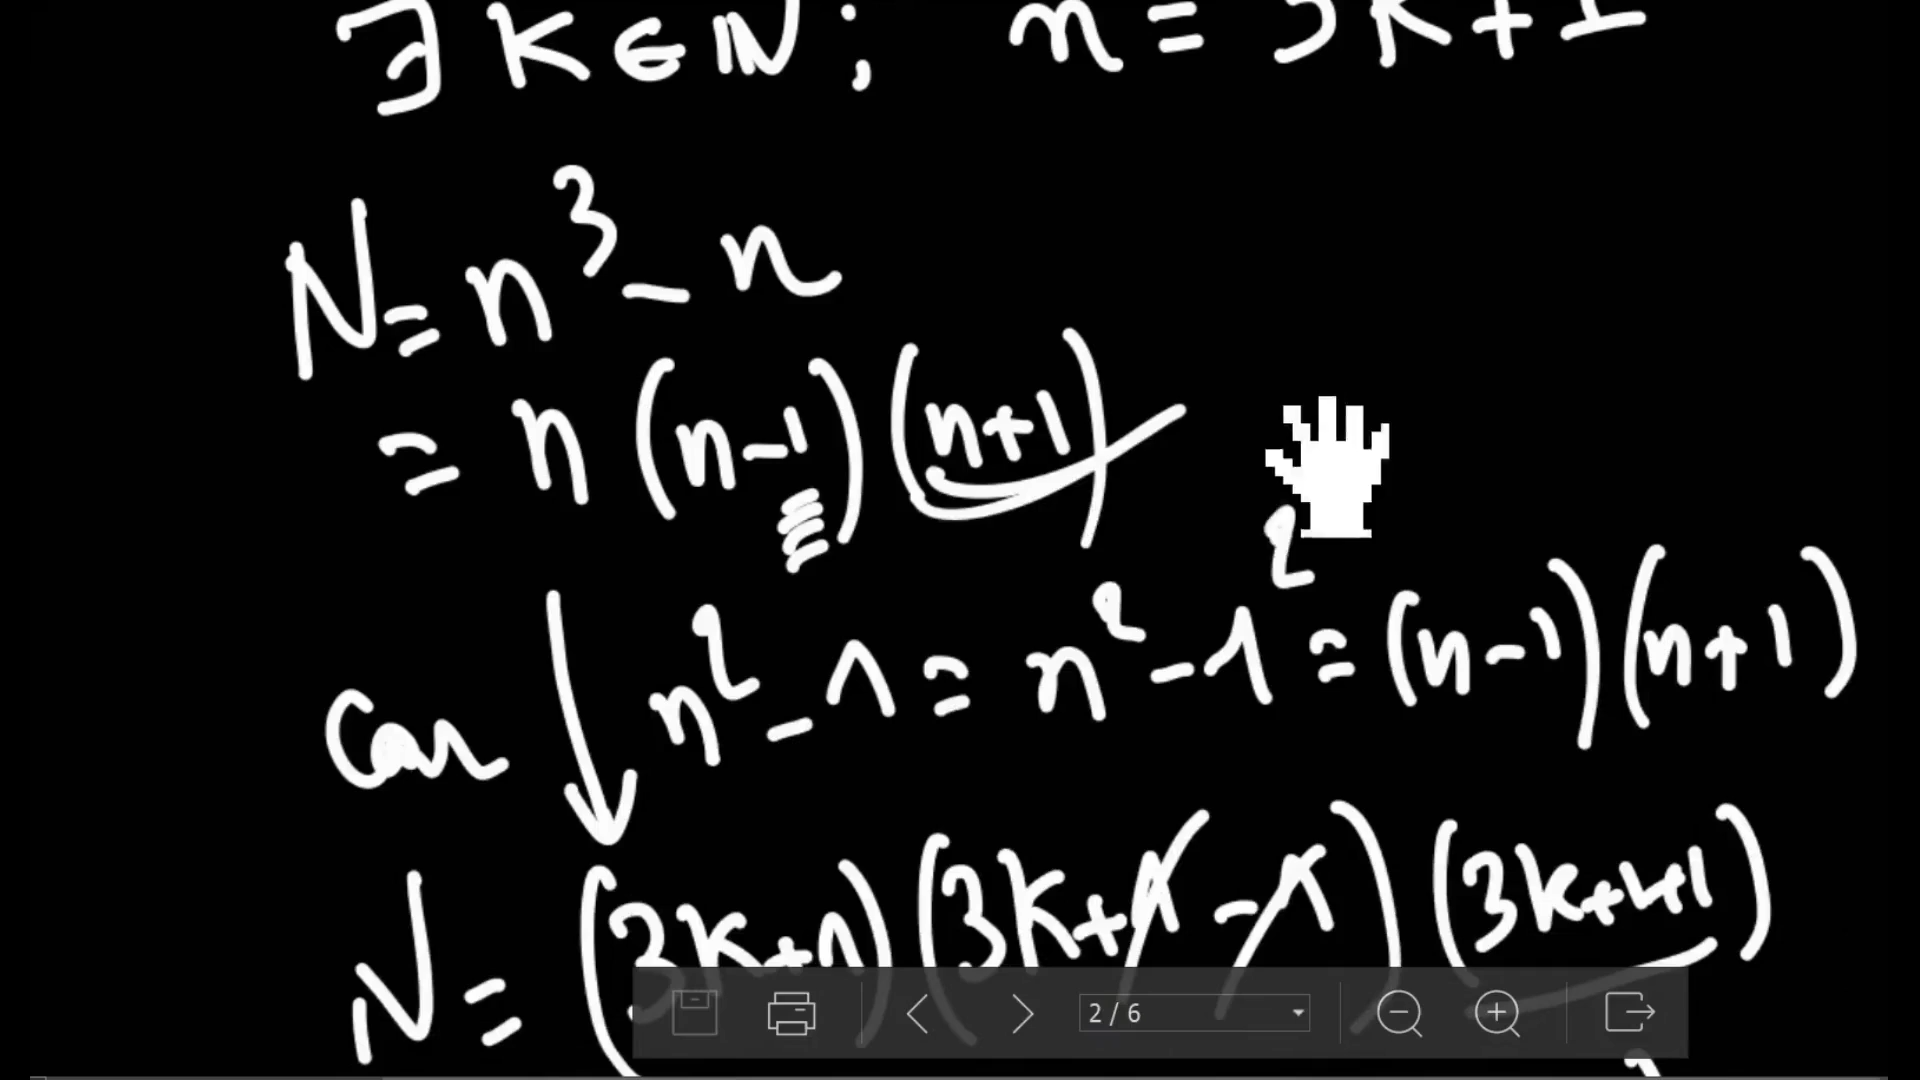 ∃ K ∈ ℕ ; n = 3K+1
N = n³ - n
= n (n-1) (n+1)
Car n² - 1 = n² - 1² = (n-1)(n+1)
N = (3K+1)(3K+1-1)(3K+1+1)
2 / 6